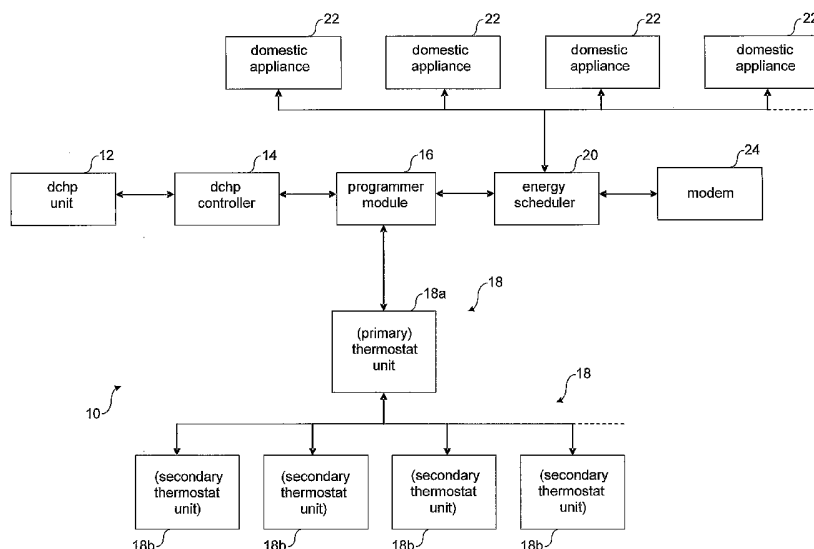 22 22 22 22
domestic appliance
domestic appliance
domestic appliance
domestic appliance
12 14 16 20 24
dchp unit
dchp controller
programmer module
energy scheduler
modem
18a 18
(primary) thermostat unit
10 18
(secondary thermostat unit)
(secondary thermostat unit)
(secondary thermostat unit)
(secondary thermostat unit)
18b 18b 18b 18b